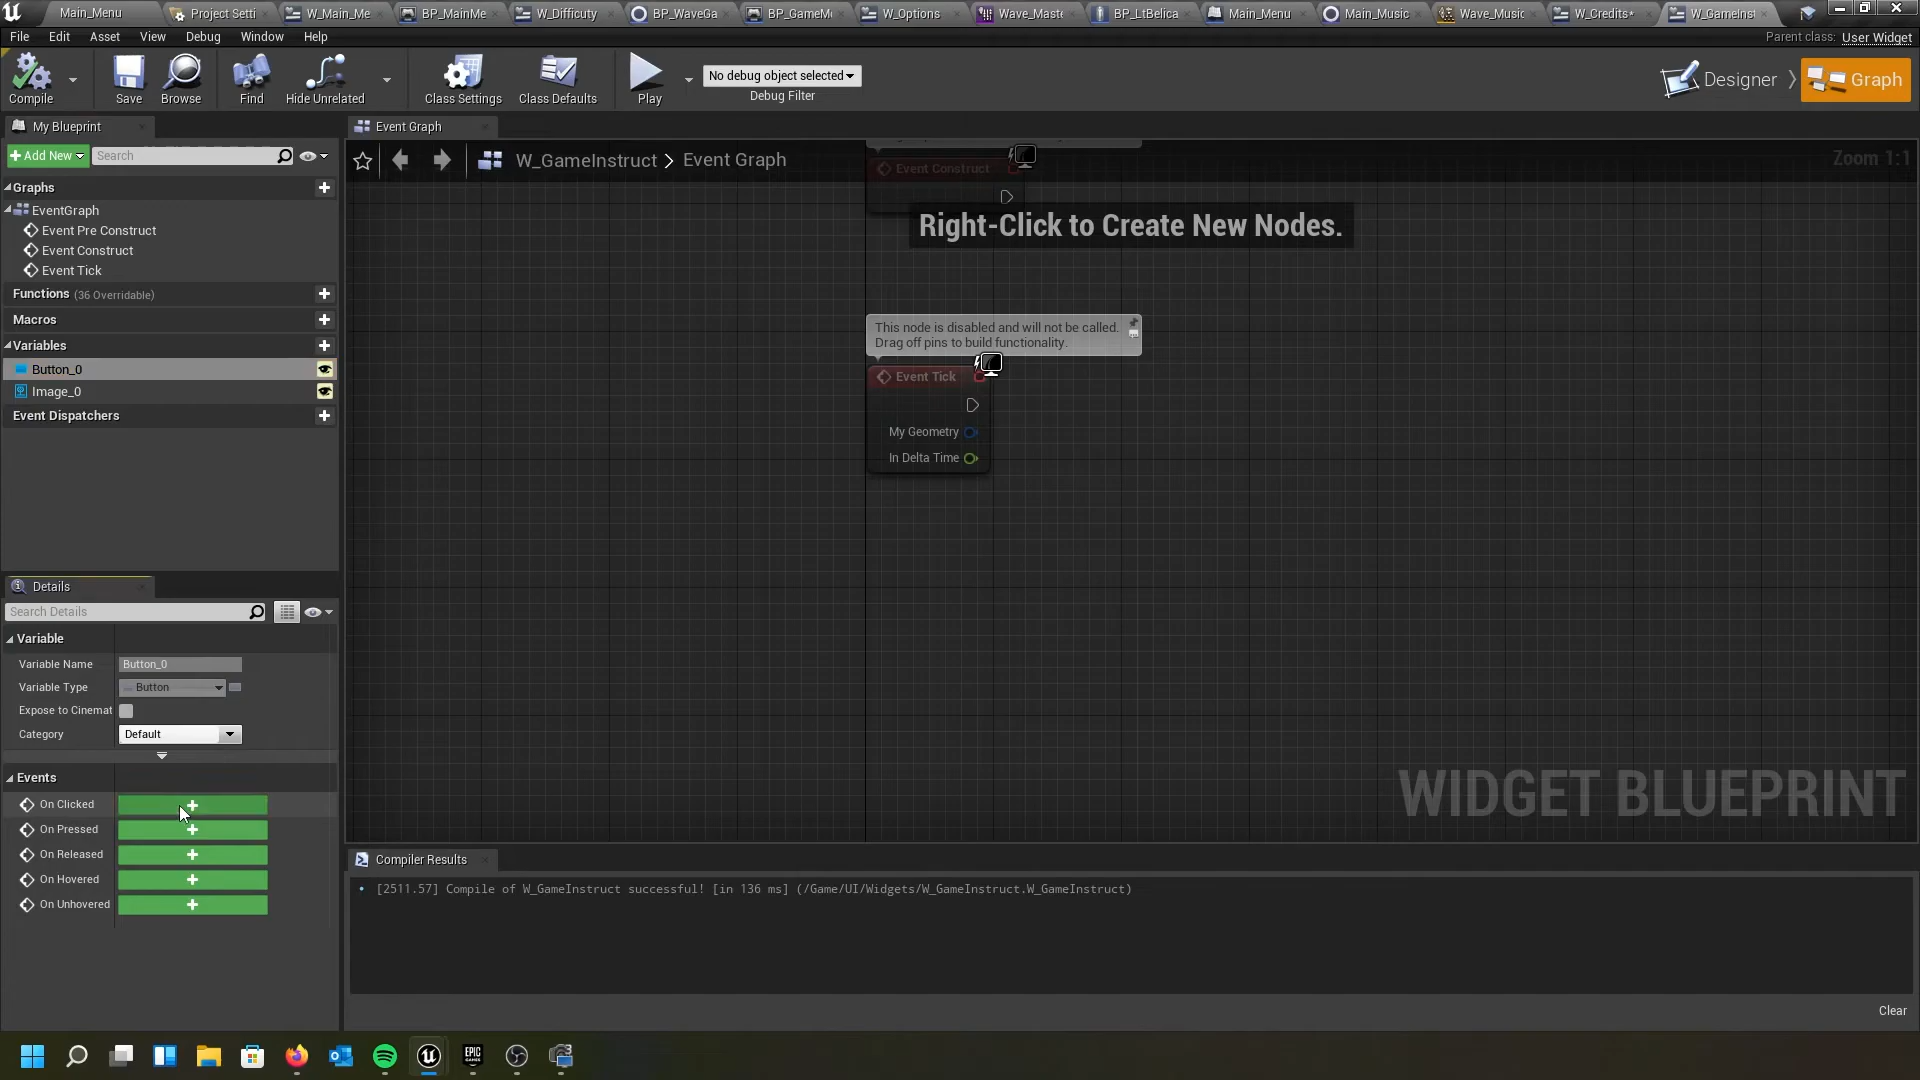 Main_Menu
Project Setti
W_Main_Me
BP_MainMe
W_Difficuty
BP_WaveGa
BP_GameMo
W_Options
Wave_Maste
BP_LtBelica
Main_Menu
Main_Music
Wave_Music
W_Credits*
W_GameInst
File Edit Asset View Debug Window Help
Parent class: User Widget
Compile
Save
Browse
Find
Hide Unrelated
Class Settings
Class Defaults
Play
No debug object selected
Debug Filter
Designer
Graph
My Blueprint
Add New
Search
Graphs
EventGraph
Event Pre Construct
Event Construct
Event Tick
Functions (36 Overridable)
Macros
Variables
Button_0
Image_0
Event Dispatchers
Event Graph
W_GameInstruct > Event Graph
Zoom 1:1
Event Construct
Right-Click to Create New Nodes.
This node is disabled and will not be called.
Drag off pins to build functionality.
Event Tick
My Geometry
In Delta Time
WIDGET BLUEPRINT
Details
Search Details
Variable
Variable Name Button_0
Variable Type Button
Expose to Cinemat
Category Default
Events
On Clicked
On Pressed
On Released
On Hovered
On Unhovered
Compiler Results
[2511.57] Compile of W_GameInstruct successful! [in 136 ms] (/Game/UI/Widgets/W_GameInstruct.W_GameInstruct)
Clear
EPIC
GAMES